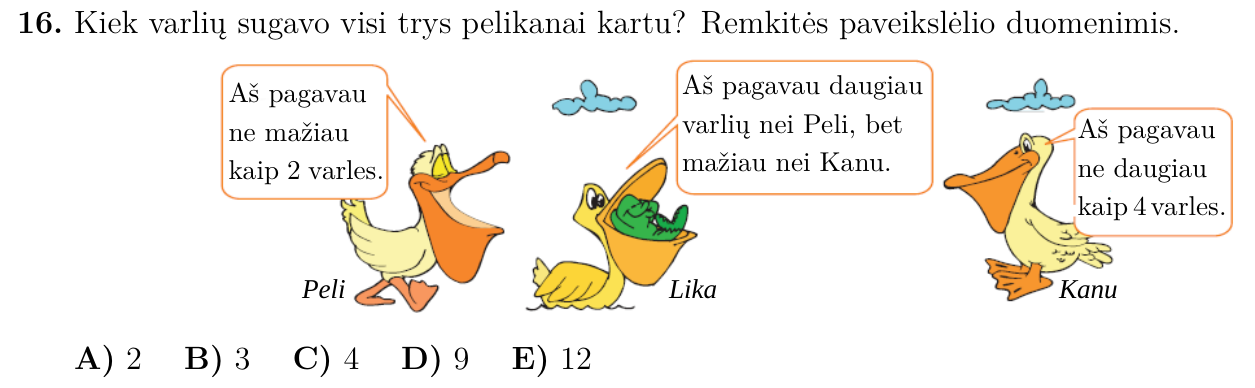 16. Kiek varlių sugavo visi trys pelikanai kartu? Remkitės paveikslėlio duomenimis.
Aš pagavau
ne mažiau
kaip 2 varles.
Aš pagavau daugiau
varlių nei Peli, bet
mažiau nei Kanu.
Aš pagavau
ne daugiau
kaip 4 varles.
Peli
Lika
Kanu
A) 2 B) 3 C) 4 D) 9 E) 12